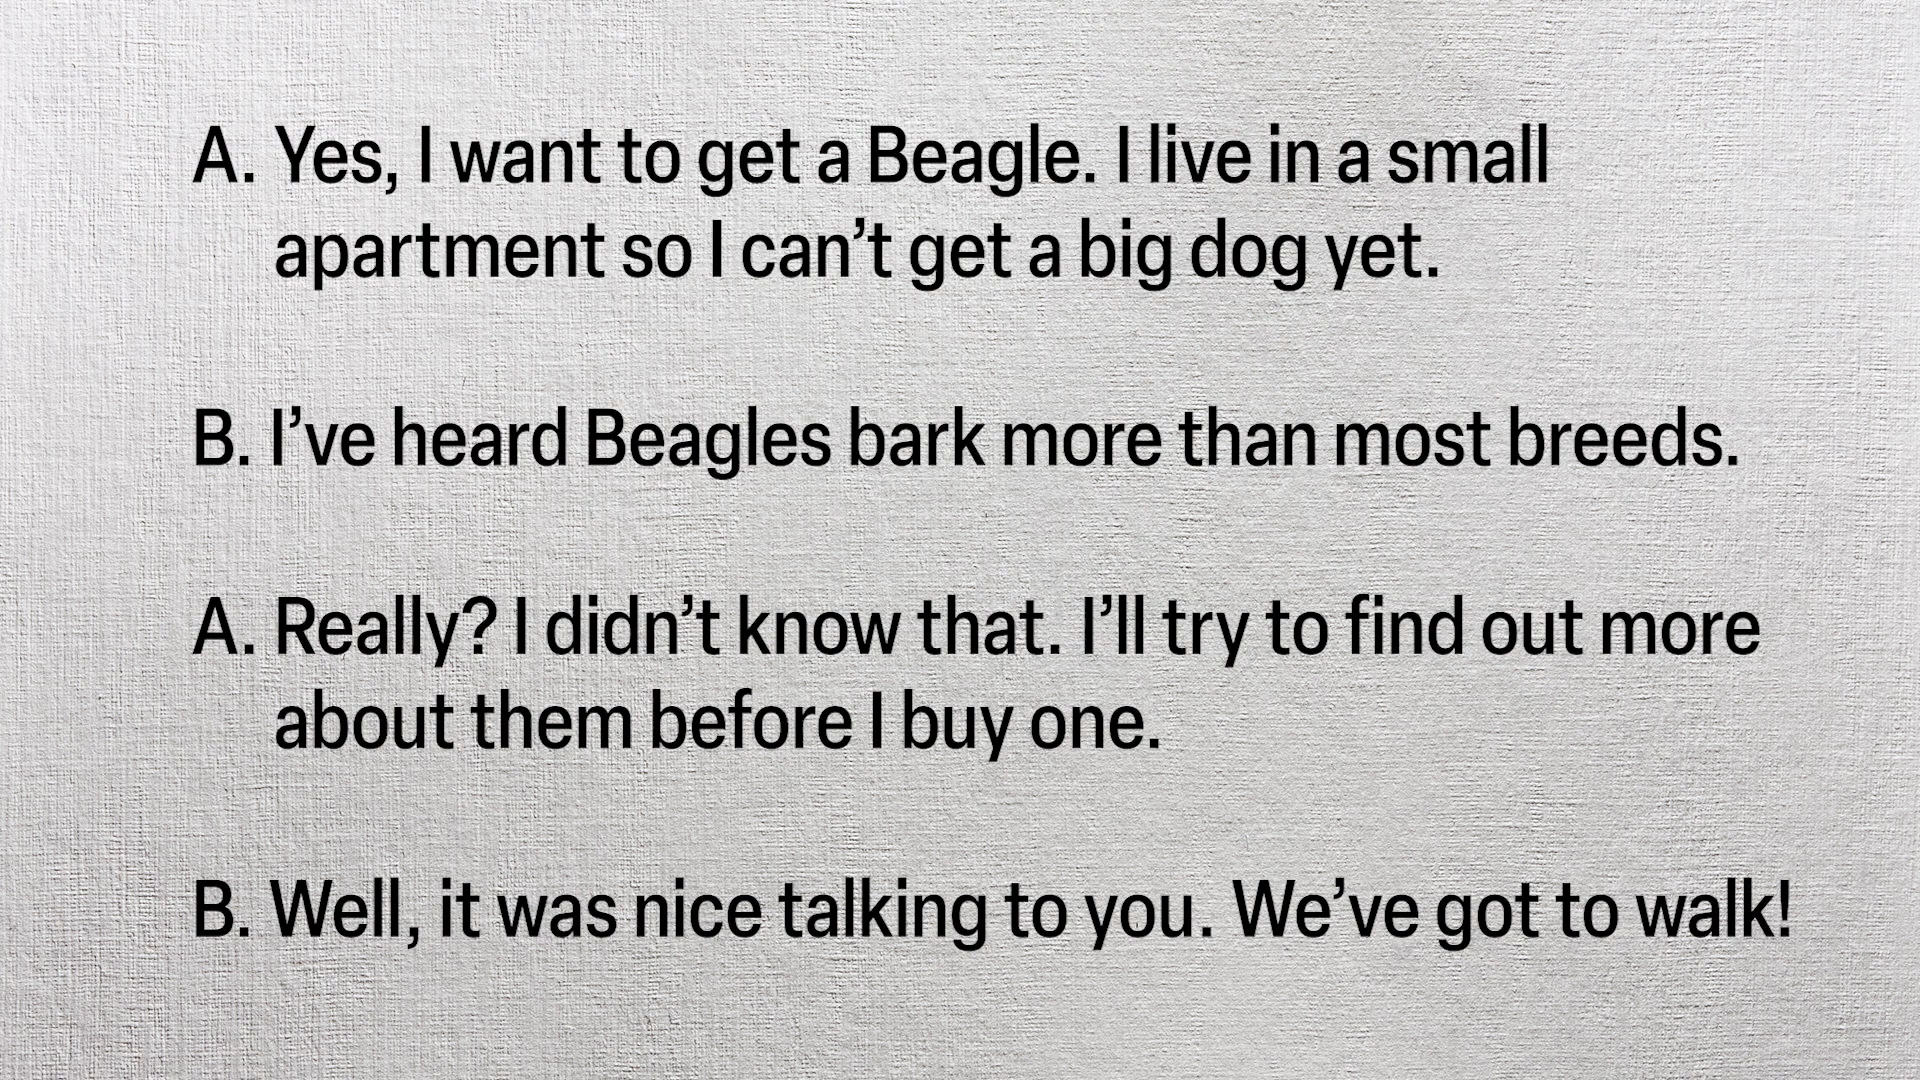 A. Yes, I want to get a Beagle. I live in a small
apartment so I can’t get a big dog yet.
B. I’ve heard Beagles bark more than most breeds.
A. Really? I didn’t know that. I’ll try to find out more
about them before I buy one.
B. Well, it was nice talking to you. We’ve got to walk!